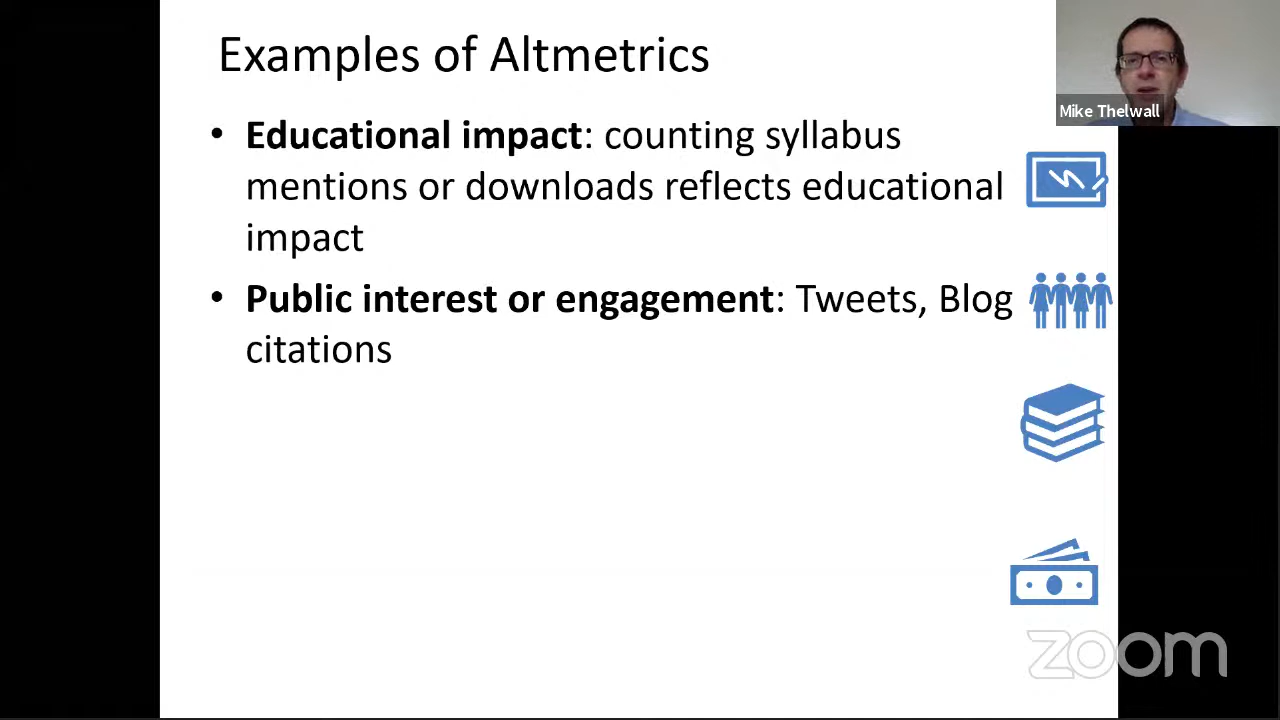 Examples of Altmetrics
Mike Thelwall
• Educational impact: counting syllabus
mentions or downloads reflects educational
impact
• Public interest or engagement: Tweets, Blog
citations
zoom